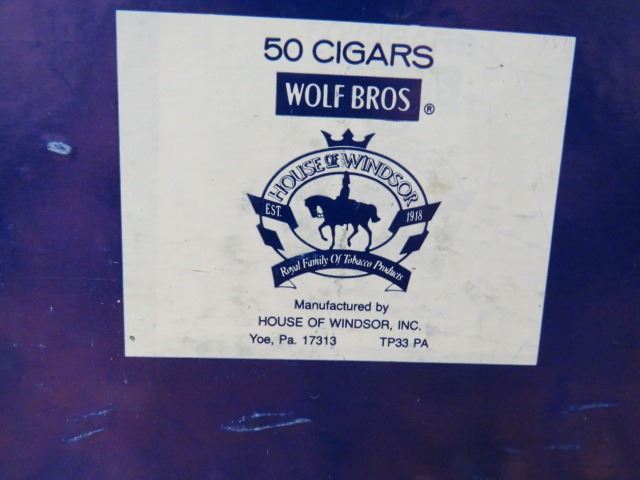 50 CIGARS
WOLF BROS ®
HOUSE OF WINDSOR
EST. 1918
Royal Family Of Tobacco Products
Manufactured by
HOUSE OF WINDSOR, INC.
Yoe, Pa. 17313 TP33 PA